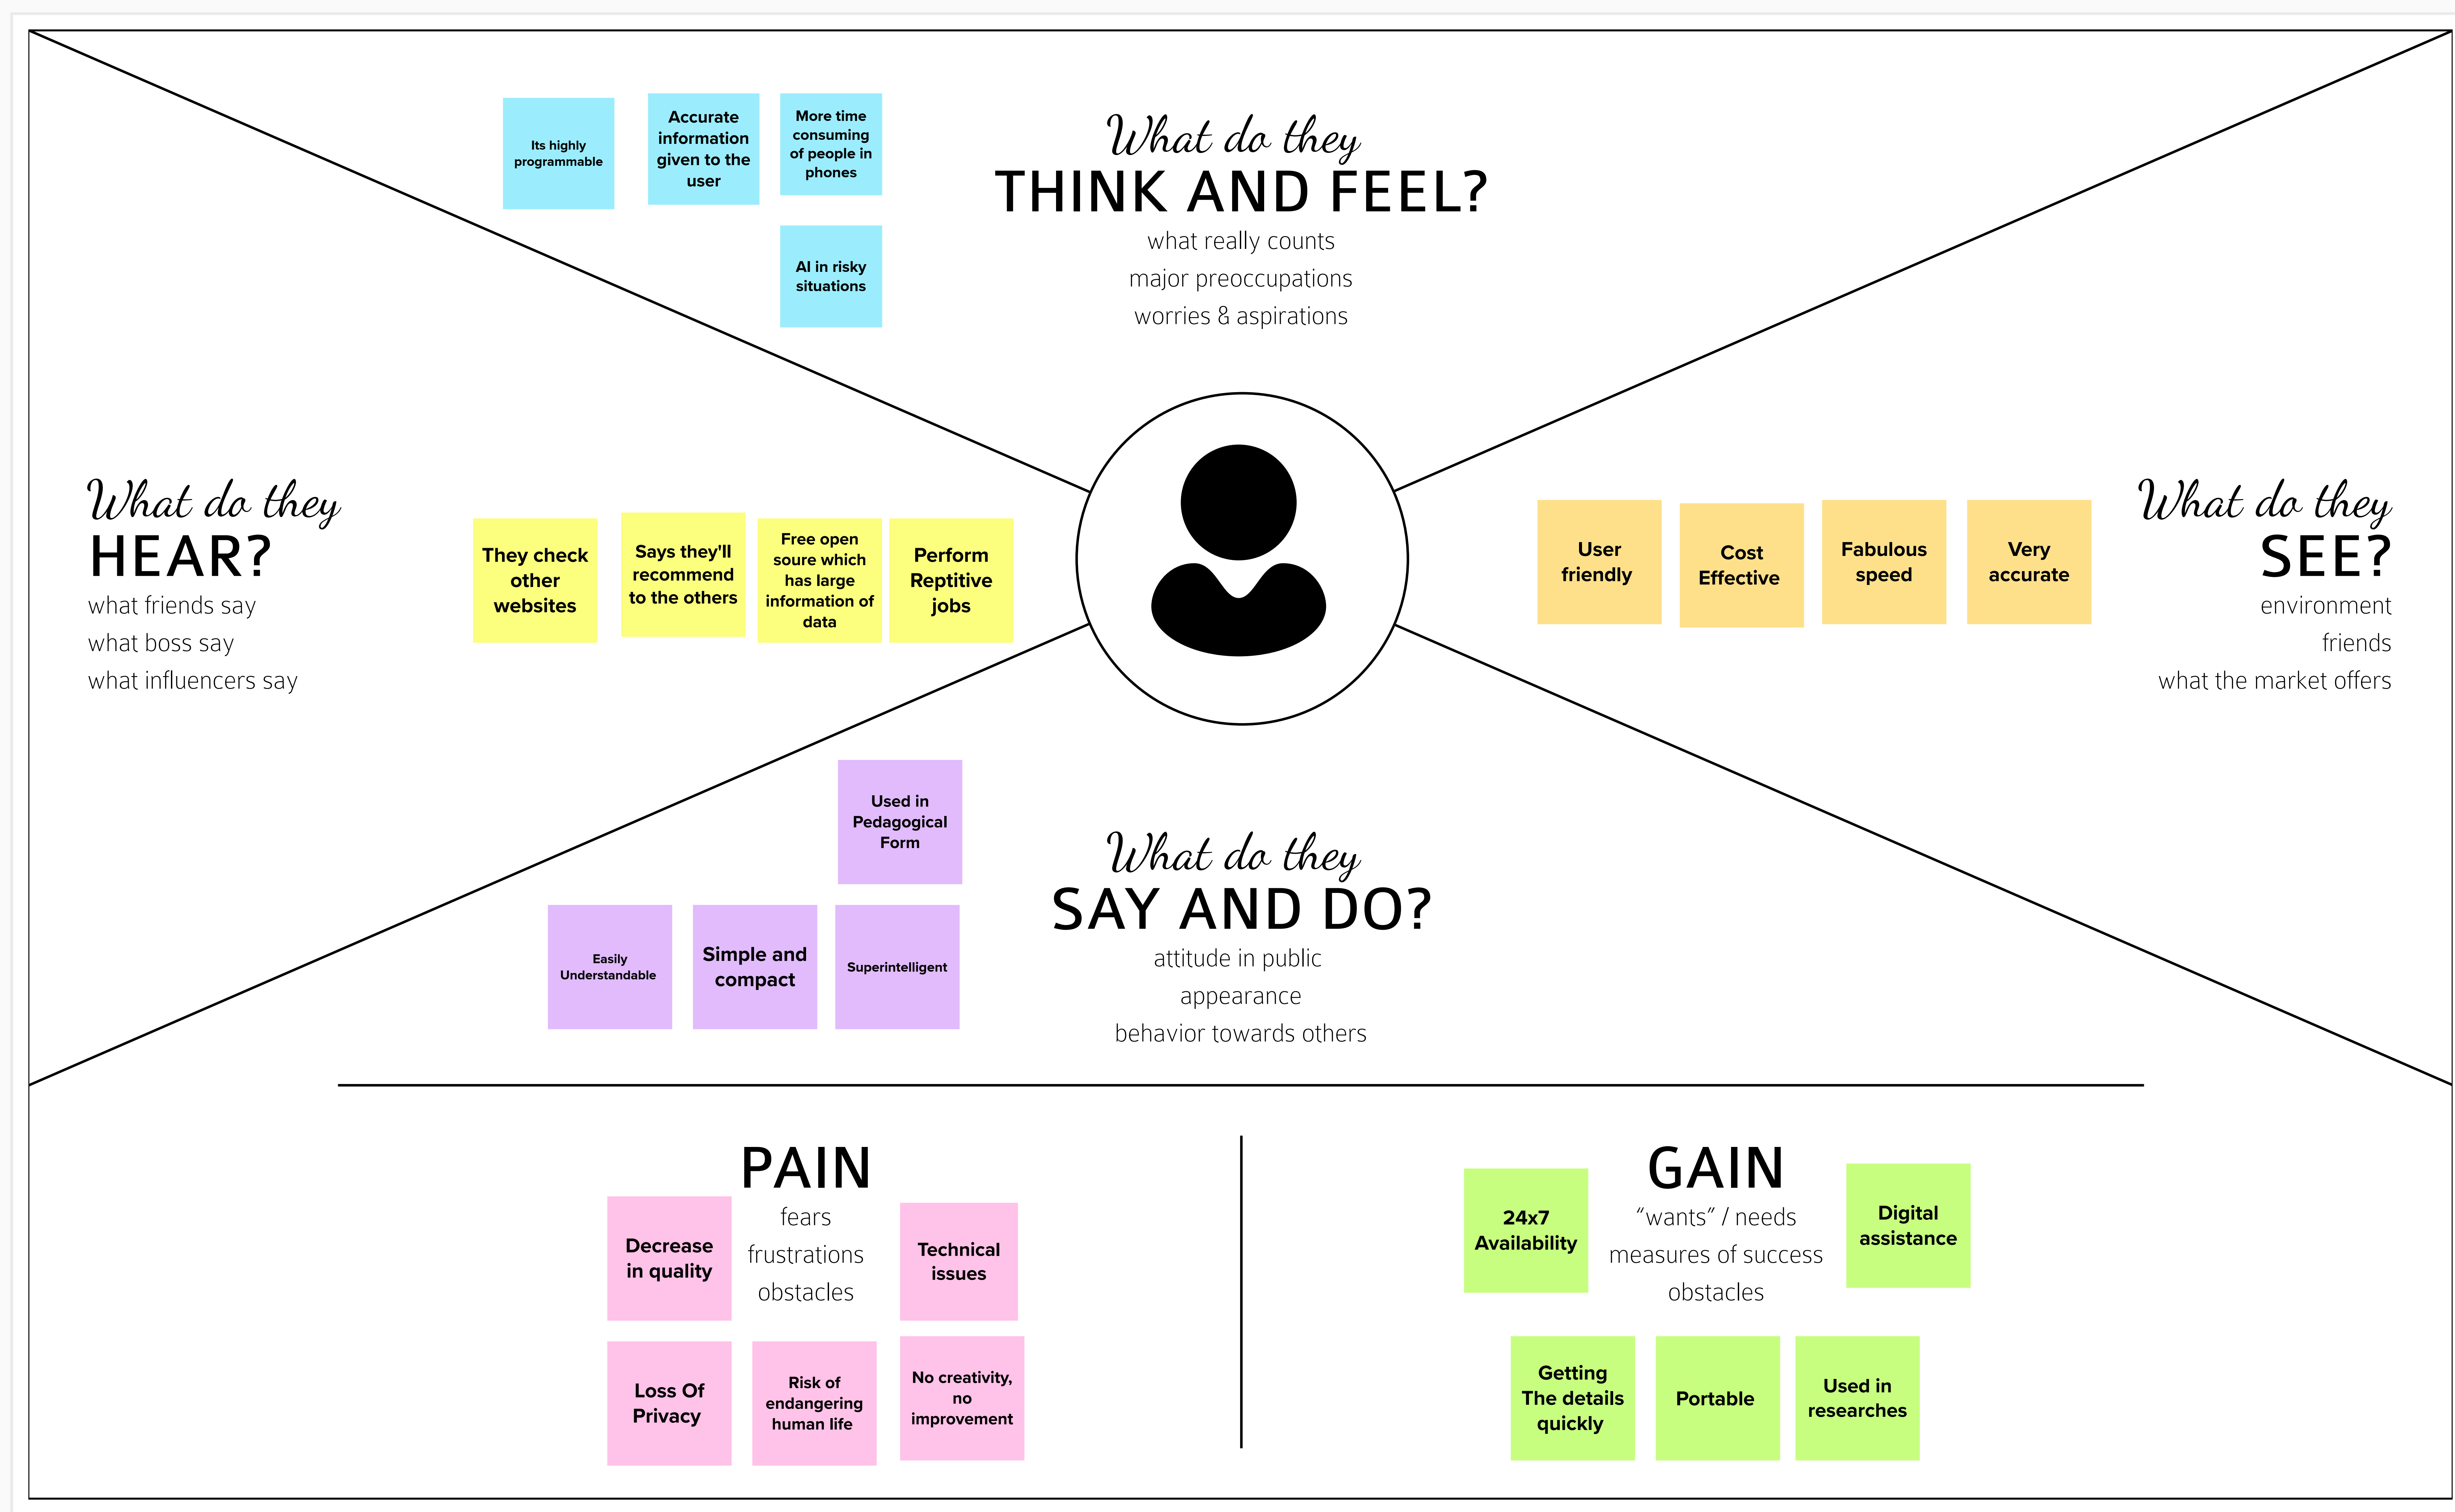 Its highly
programmable
Accurate
information
given to the
user
More time
consuming
of people in
phones
AI in risky
situations
What do they
THINK AND FEEL?
what really counts
major preoccupations
worries & aspirations
What do they
HEAR?
what friends say
what boss say
what influencers say
They check
other
websites
Says they'll
recommend
to the others
Free open
soure which
has large
information of
data
Perform
Reptitive
jobs
User
friendly
Cost
Effective
Fabulous
speed
Very
accurate
What do they
SEE?
environment
friends
what the market offers
Used in
Pedagogical
Form
Easily
Understandable
Simple and
compact
Superintelligent
What do they
SAY AND DO?
attitude in public
appearance
behavior towards others
PAIN
fears
frustrations
obstacles
Decrease
in quality
Technical
issues
Loss Of
Privacy
Risk of
endangering
human life
No creativity,
no
improvement
GAIN
“wants” / needs
measures of success
obstacles
24x7
Availability
Digital
assistance
Getting
The details
quickly
Portable
Used in
researches